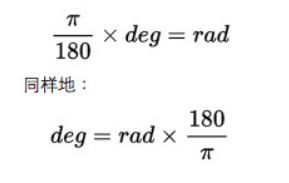 π/180 × deg = rad
同样地：
deg = rad × 180/π